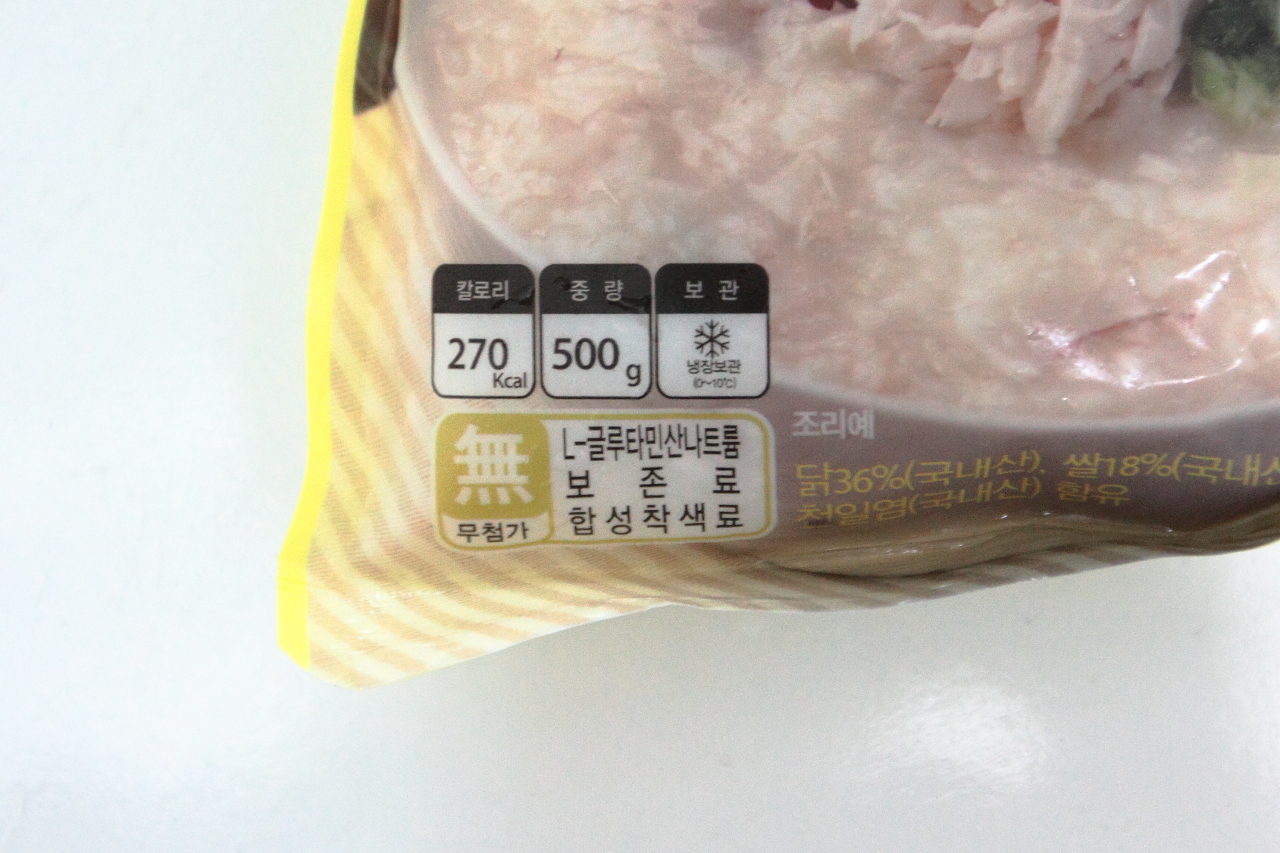 칼로리
270 Kcal
중 량
500 g
보 관
냉장보관
(0~10℃)
無
무첨가
L-글루타민산나트륨
보 존 료
합성착색료
조리예
닭36%(국내산), 쌀18%(국내산
천일염(국내산) 함유